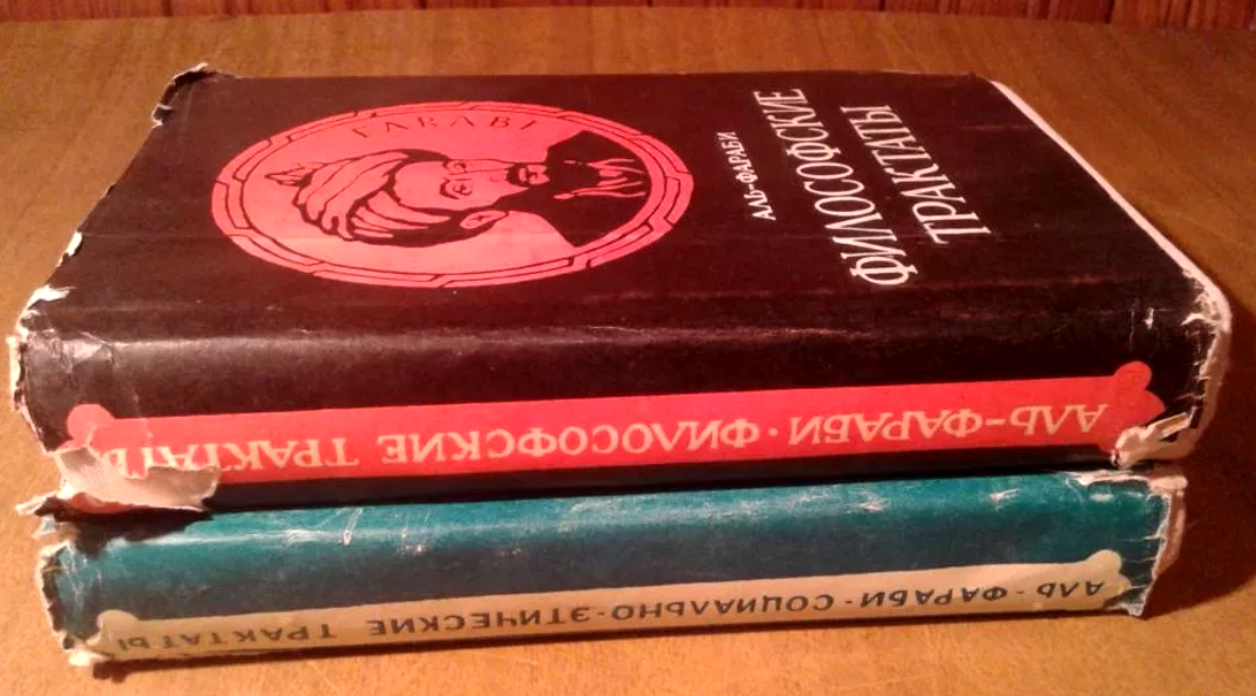 FARABI
АЛЬ-ФАРАБИ
ФИЛОСОФСКИЕ
ТРАКТАТЫ
АЛЬ-ФАРАБИ·ФИЛОСОФСКИЕ ТРАКТАТЫ
АЛЬ-ФАРАБИ·СОЦИАЛЬНО-ЭТИЧЕСКИЕ ТРАКТАТЫ